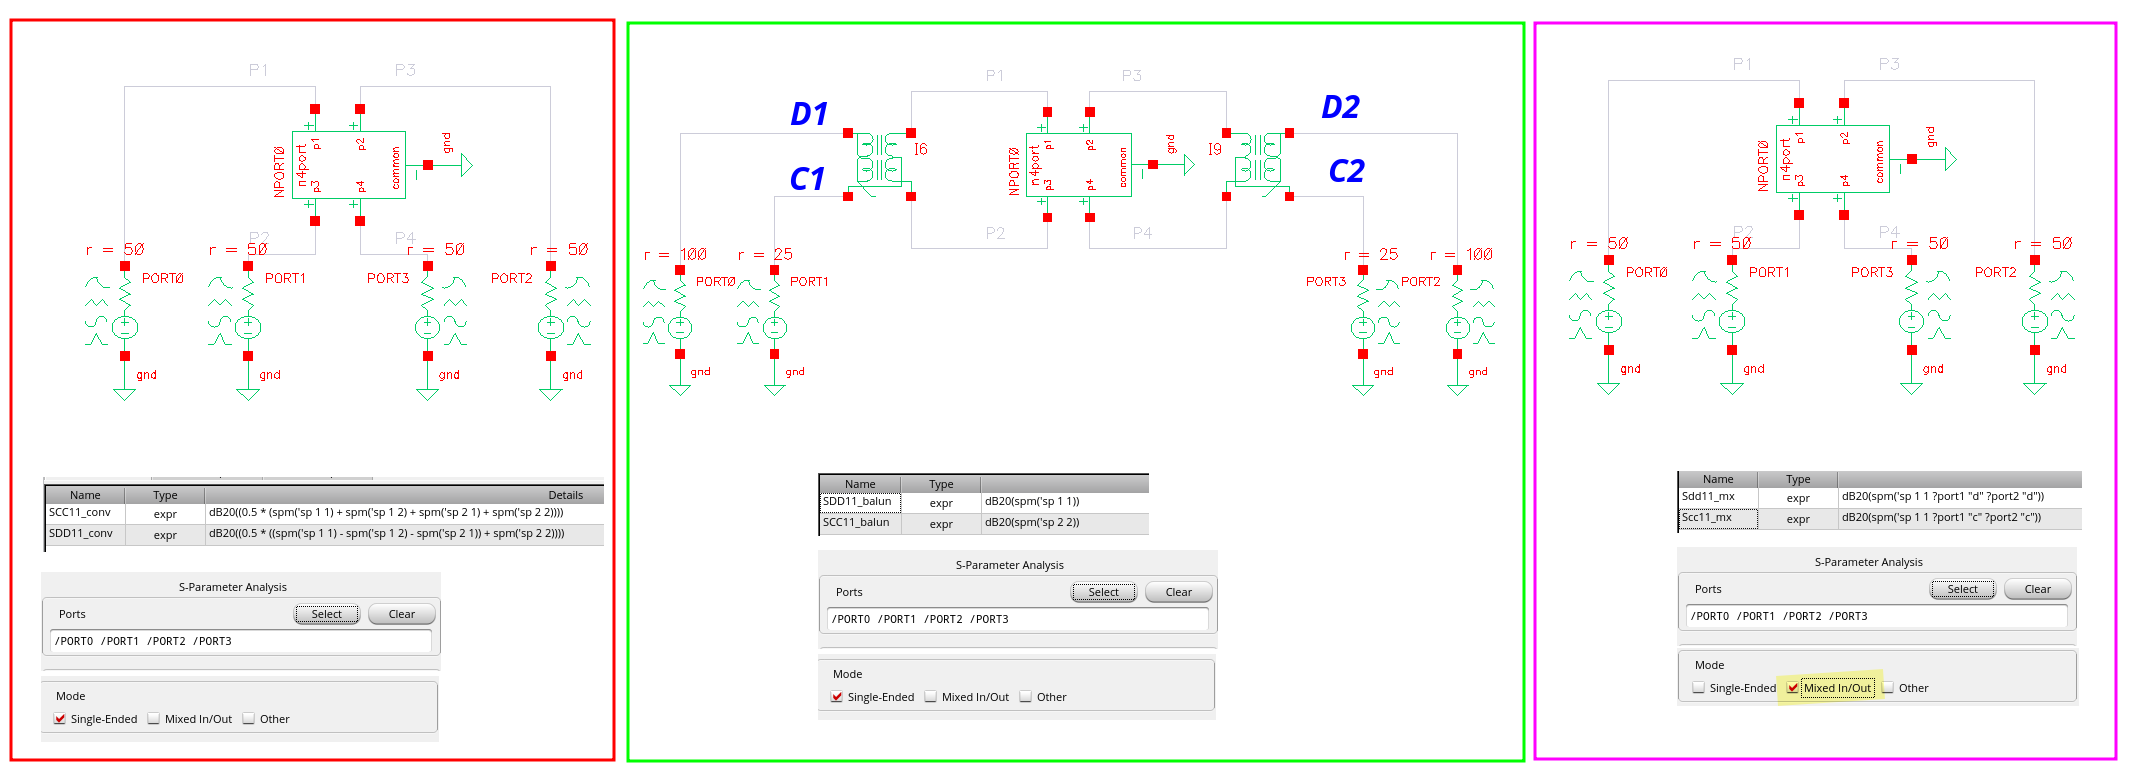 P1
P3
gnd
NPORT0
n4port
p1
p2
p3
p4
common
P2
P4
r = 50
r = 50
r = 50
r = 50
PORT0
PORT1
PORT3
PORT2
gnd
gnd
gnd
gnd
Name Type Details
SCC11_conv expr dB20((0.5 * (spm('sp 1 1) + spm('sp 1 2) + spm('sp 2 1) + spm('sp 2 2))))
SDD11_conv expr dB20((0.5 * ((spm('sp 1 1) - spm('sp 1 2) - spm('sp 2 1)) + spm('sp 2 2))))
S-Parameter Analysis
Ports Select Clear
/PORT0 /PORT1 /PORT2 /PORT3
Mode
Single-Ended Mixed In/Out Other
P1
P3
D1
D2
C1
C2
I6
I9
gnd
NPORT0
n4port
p1
p2
p3
p4
common
P2
P4
r = 100
r = 25
r = 25
r = 100
PORT0
PORT1
PORT3
PORT2
gnd
gnd
gnd
gnd
Name Type
SDD11_balun expr dB20(spm('sp 1 1))
SCC11_balun expr dB20(spm('sp 2 2))
S-Parameter Analysis
Ports Select Clear
/PORT0 /PORT1 /PORT2 /PORT3
Mode
Single-Ended Mixed In/Out Other
P1
P3
gnd
NPORT0
n4port
p1
p2
p3
p4
common
P2
P4
r = 50
r = 50
r = 50
r = 50
PORT0
PORT1
PORT3
PORT2
gnd
gnd
gnd
gnd
Name Type
Sdd11_mx expr dB20(spm('sp 1 1 ?port1 "d" ?port2 "d"))
Scc11_mx expr dB20(spm('sp 1 1 ?port1 "c" ?port2 "c"))
S-Parameter Analysis
Ports Select Clear
/PORT0 /PORT1 /PORT2 /PORT3
Mode
Single-Ended Mixed In/Out Other